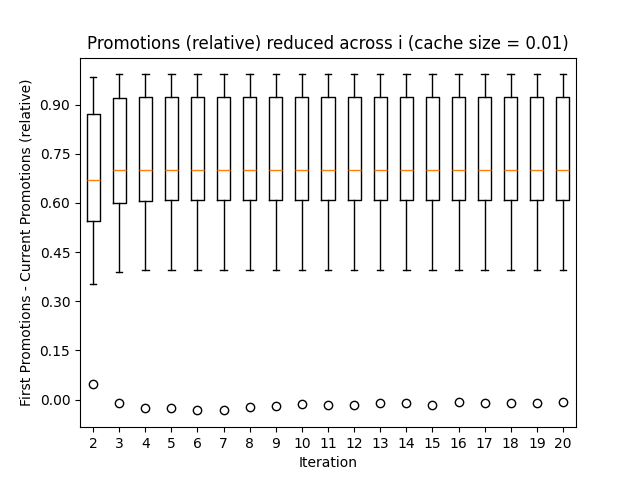 Promotions (relative) reduced across i (cache size = 0.01)
First Promotions - Current Promotions (relative)
0.90
0.75
0.60
0.45
0.30
0.15
0.00
2 3 4 5 6 7 8 9 10 11 12 13 14 15 16 17 18 19 20
Iteration